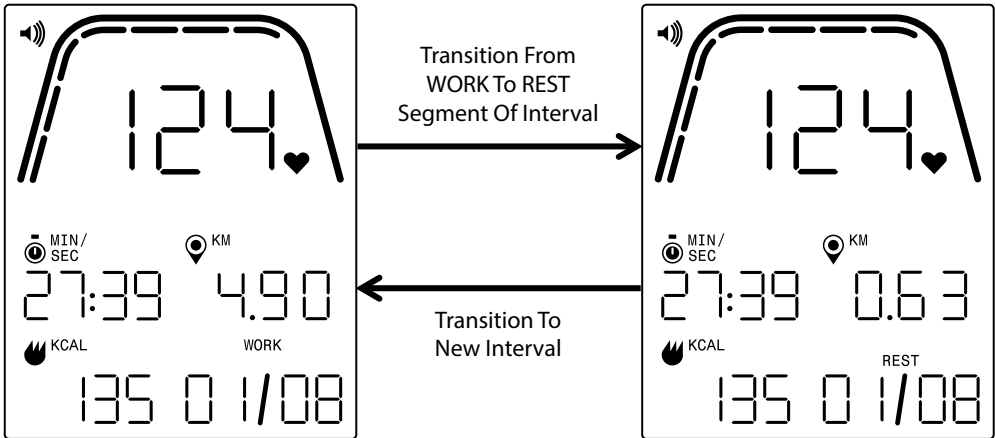 124
MIN/
SEC
KM
27:39 4.90
KCAL WORK
135 01/08
Transition From
WORK To REST
Segment Of Interval
Transition To
New Interval
124
MIN/
SEC
KM
27:39 0.63
KCAL REST
135 01/08